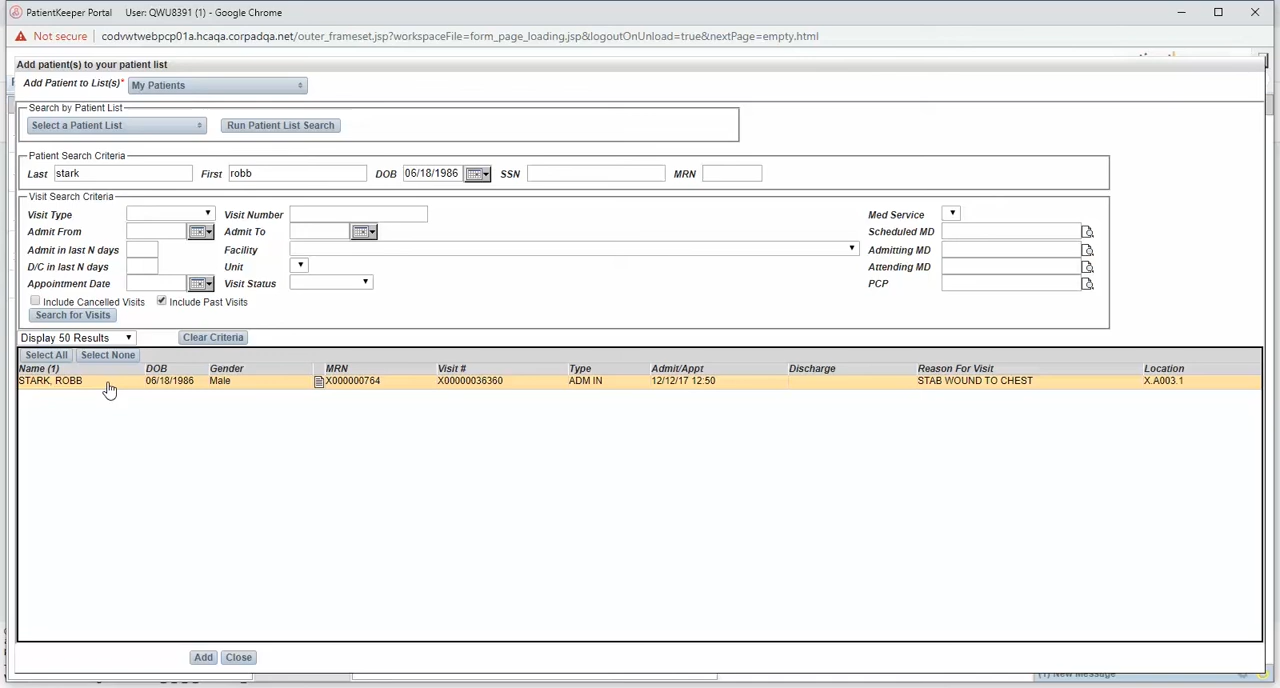 PatientKeeper Portal    User: QWU8391 (1) - Google Chrome
Not secure | codvwtwebpcp01a.hcaqa.corpadqa.net/outer_frameset.jsp?workspaceFile=form_page_loading.jsp&logoutOnUnload=true&nextPage=empty.html
Add patient(s) to your patient list
Add Patient to List(s)* My Patients
Search by Patient List
Select a Patient List Run Patient List Search
Patient Search Criteria
Last stark First robb DOB 06/18/1986 SSN MRN
Visit Search Criteria
Visit Type Visit Number Med Service
Admit From Admit To Scheduled MD
Admit in last N days Facility Admitting MD
D/C in last N days Unit Attending MD
Appointment Date Visit Status PCP
Include Cancelled Visits Include Past Visits
Search for Visits
Display 50 Results Clear Criteria
Select All Select None
Name (1) DOB Gender MRN Visit # Type Admit/Appt Discharge Reason For Visit Location
STARK, ROBB 06/18/1986 Male X000000764 X00000036360 ADM IN 12/12/17 12:50 STAB WOUND TO CHEST X.A003.1
Add Close
(1) New Message